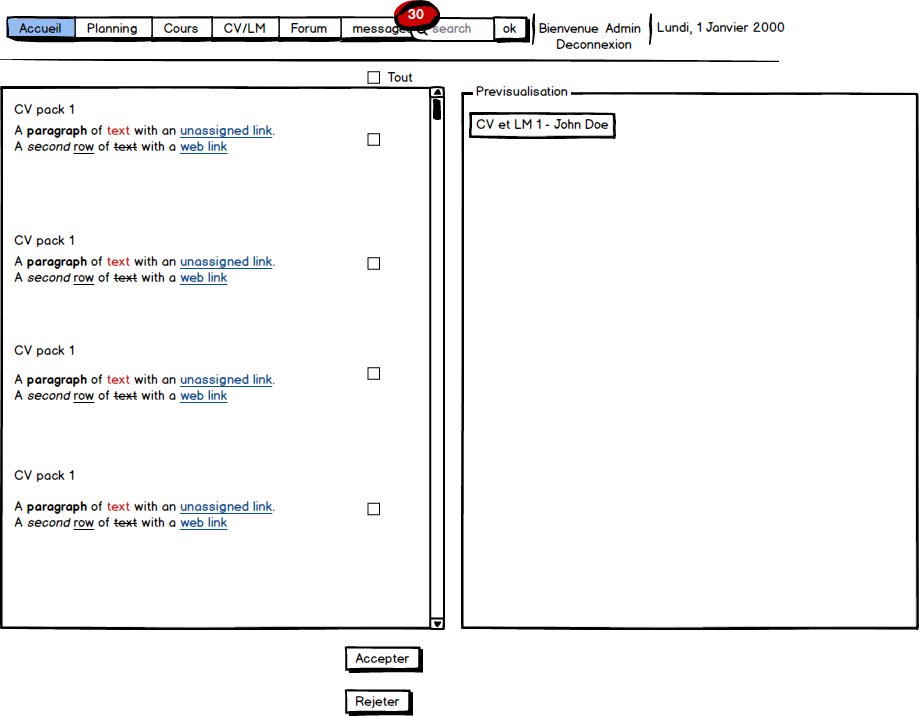 30
Accueil Planning Cours CV/LM Forum message search ok Bienvenue Admin Lundi, 1 Janvier 2000
Deconnexion
Tout
Previsualisation
CV pack 1
CV et LM 1 - John Doe
A paragraph of text with an unassigned link.
A second row of text with a web link
CV pack 1
A paragraph of text with an unassigned link.
A second row of text with a web link
CV pack 1
A paragraph of text with an unassigned link.
A second row of text with a web link
CV pack 1
A paragraph of text with an unassigned link.
A second row of text with a web link
Accepter
Rejeter